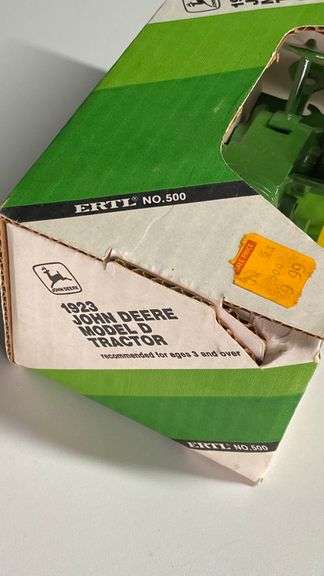 19
ERTL® NO.500
JOHN DEERE
1923
JOHN DEERE
MODEL D
TRACTOR
recommended for ages 3 and over
ERTL® NO.500